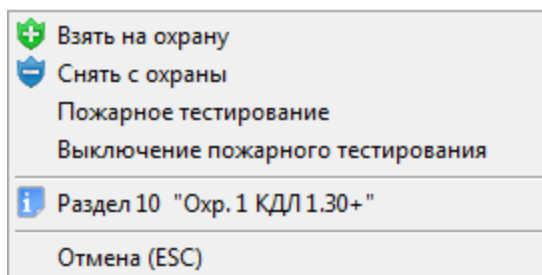 Взять на охрану
Снять с охраны
Пожарное тестирование
Выключение пожарного тестирования
Раздел 10 "Охр. 1 КДЛ 1.30+"
Отмена (ESC)